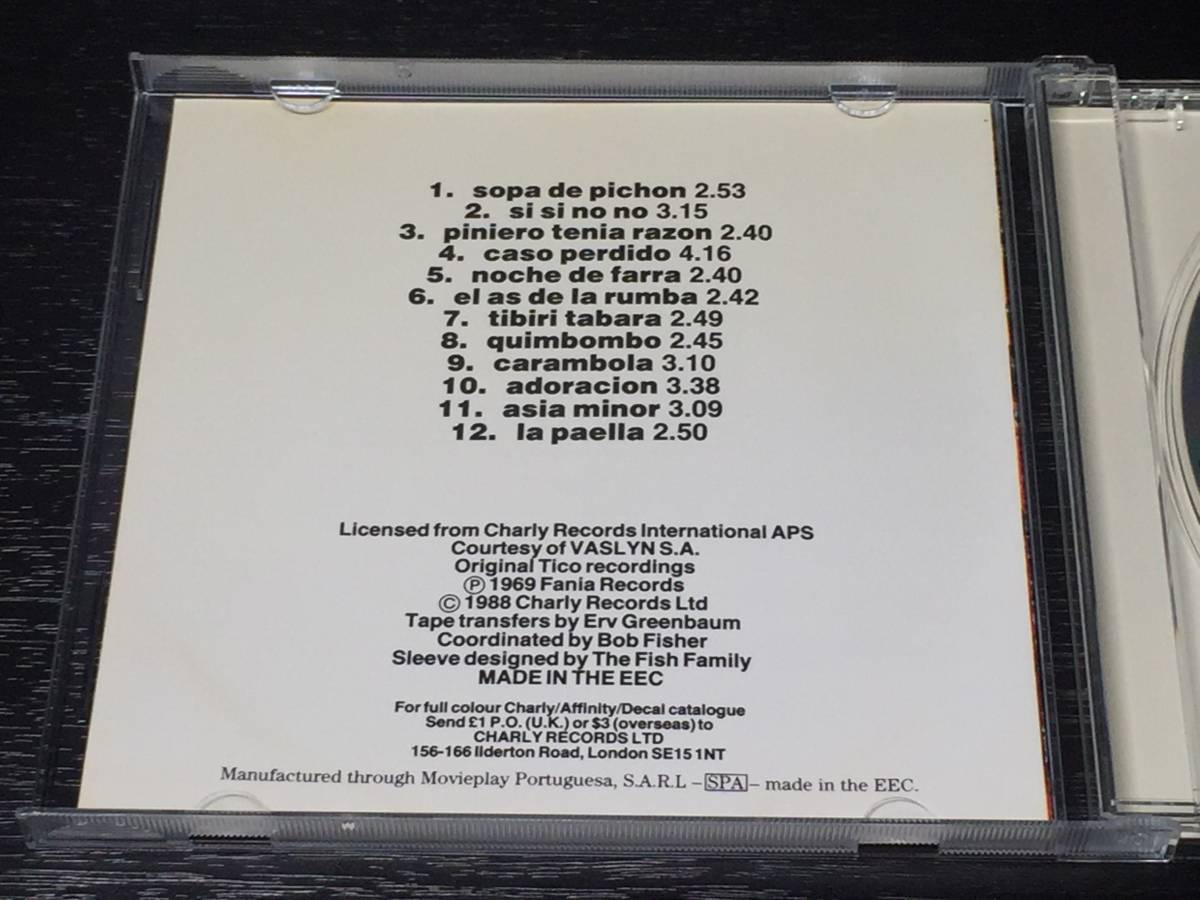 1. sopa de pichon 2.53
2. si si no no 3.15
3. piniero tenia razon 2.40
4. caso perdido 4.16
5. noche de farra 2.40
6. el as de la rumba 2.42
7. tibiri tabara 2.49
8. quimbombo 2.45
9. carambola 3.10
10. adoracion 3.38
11. asia minor 3.09
12. la paella 2.50
Licensed from Charly Records International APS
Courtesy of VASLYN S.A.
Original Tico recordings
Ⓟ 1969 Fania Records
© 1988 Charly Records Ltd
Tape transfers by Erv Greenbaum
Coordinated by Bob Fisher
Sleeve designed by The Fish Family
MADE IN THE EEC
For full colour Charly/Affinity/Decal catalogue
Send £1 P.O. (U.K.) or $3 (overseas) to
CHARLY RECORDS LTD
156-166 Ilderton Road, London SE15 1NT
Manufactured through Movieplay Portuguesa, S.A.R.L – SPA – made in the EEC.